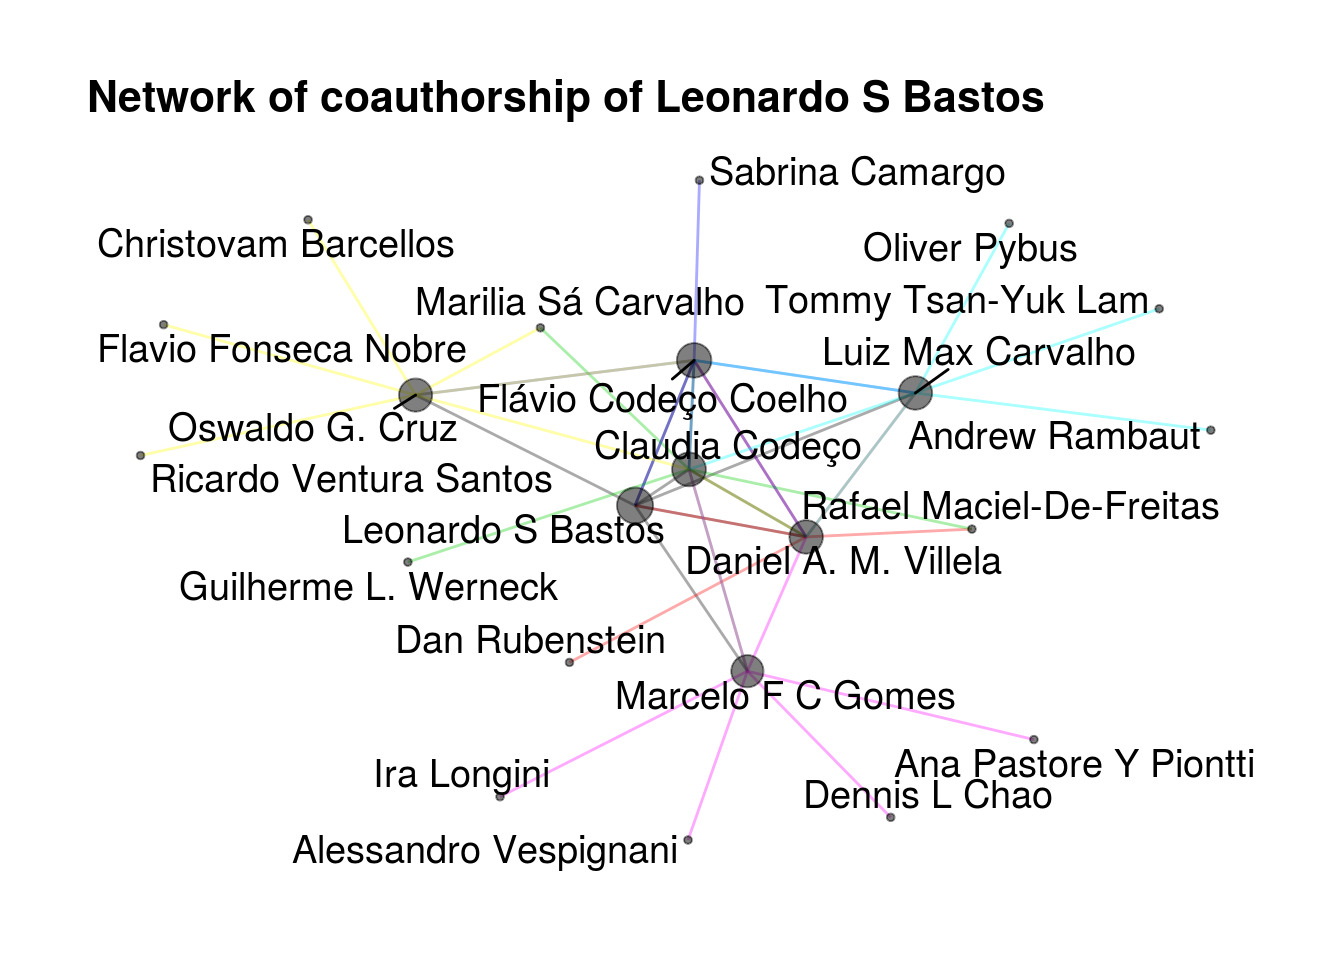 Network of coauthorship of Leonardo S Bastos
Sabrina Camargo
Christovam Barcellos
Oliver Pybus
Marilia Sá Carvalho
Tommy Tsan-Yuk Lam
Flavio Fonseca Nobre
Luiz Max Carvalho
Flávio Codeço Coelho
Oswaldo G. Cruz
Andrew Rambaut
Claudia Codeço
Ricardo Ventura Santos
Rafael Maciel-De-Freitas
Leonardo S Bastos
Daniel A. M. Villela
Guilherme L. Werneck
Dan Rubenstein
Marcelo F C Gomes
Ana Pastore Y Piontti
Ira Longini
Dennis L Chao
Alessandro Vespignani